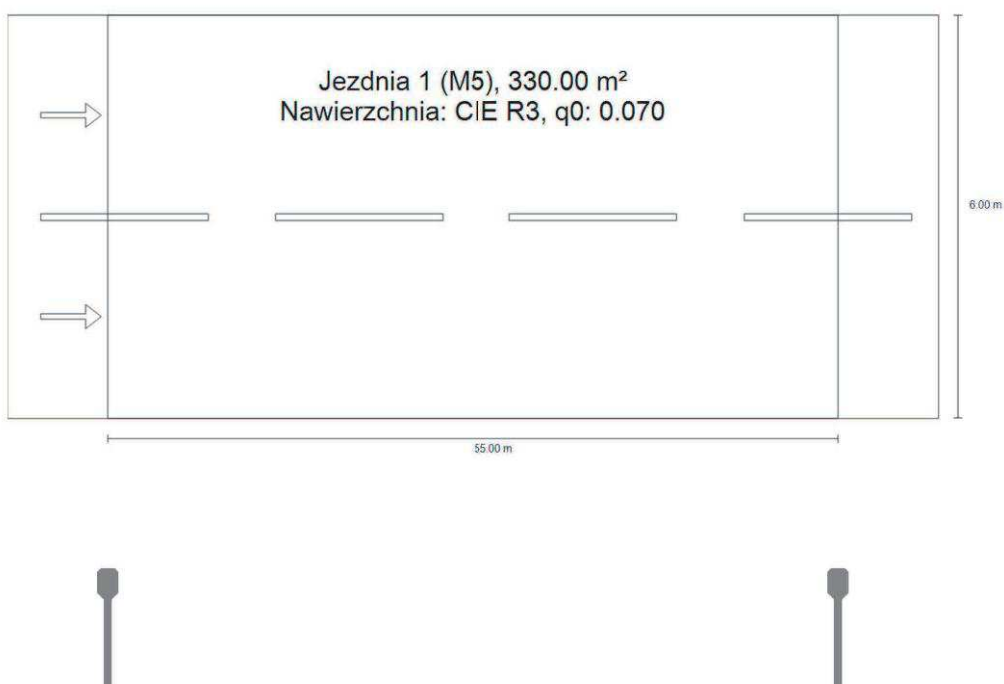 Jezdnia 1 (M5), 330.00 m²
Nawierzchnia: CIE R3, q0: 0.070
6.00 m
55.00 m